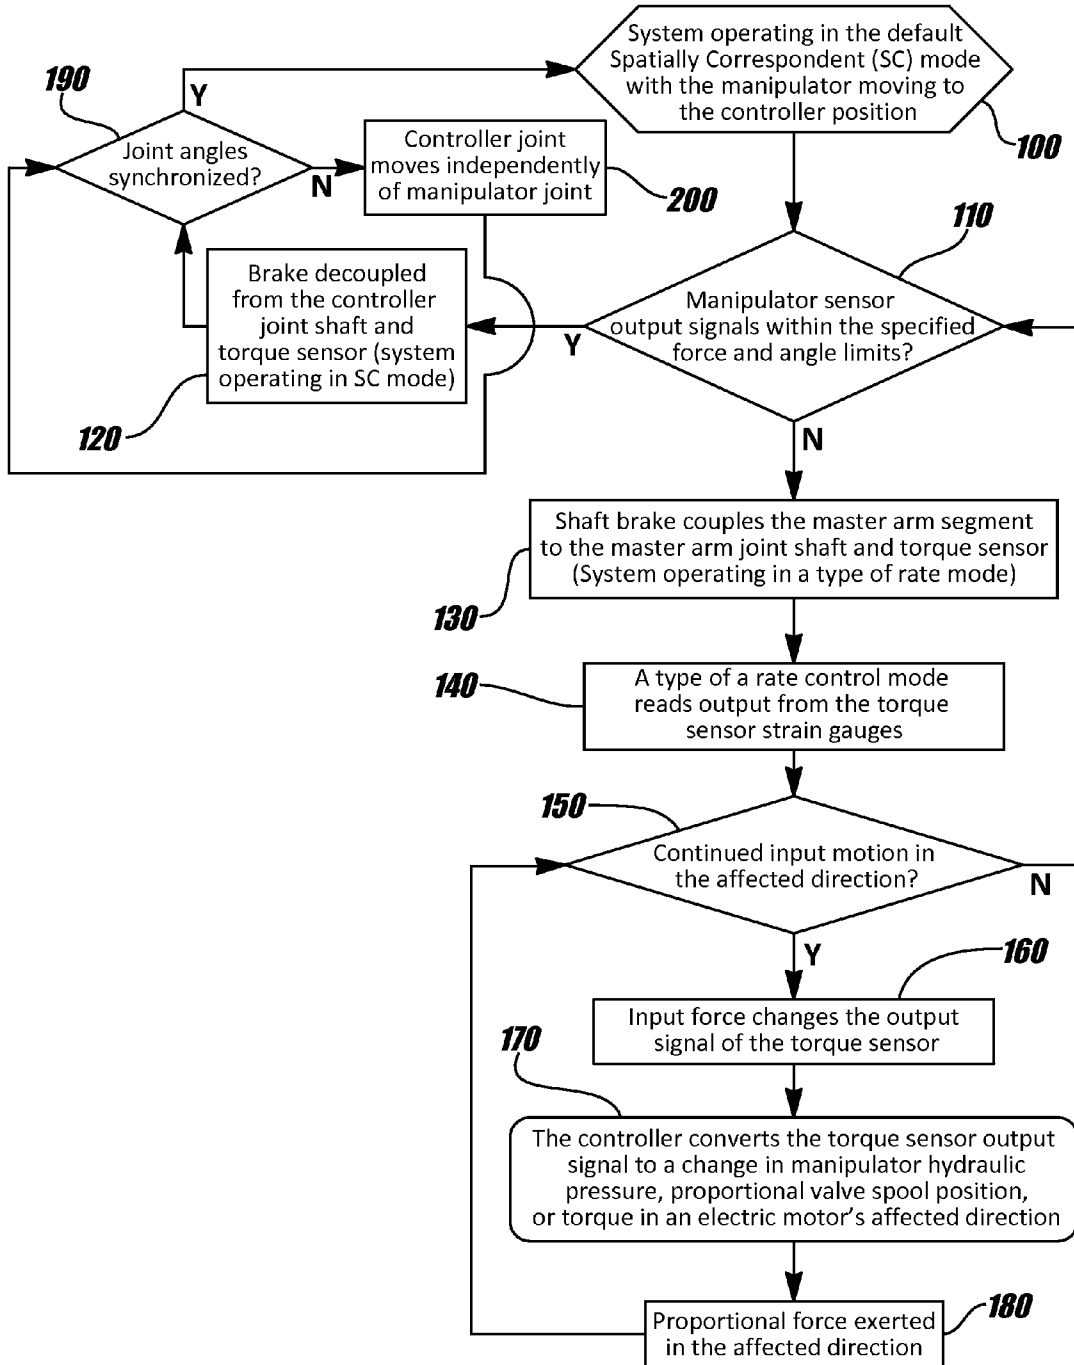 System operating in the default
Spatially Correspondent (SC) mode
with the manipulator moving to
the controller position
100
190
Y
Joint angles
synchronized?
N
Controller joint
moves independently
of manipulator joint
200
110
Manipulator sensor
output signals within the specified
force and angle limits?
Y
N
Brake decoupled
from the controller
joint shaft and
torque sensor (system
operating in SC mode)
120
Shaft brake couples the master arm segment
to the master arm joint shaft and torque sensor
(System operating in a type of rate mode)
130
140
A type of a rate control mode
reads output from the torque
sensor strain gauges
150
Continued input motion in
the affected direction?
N
Y
160
Input force changes the output
signal of the torque sensor
170
The controller converts the torque sensor output
signal to a change in manipulator hydraulic
pressure, proportional valve spool position,
or torque in an electric motor's affected direction
Proportional force exerted
in the affected direction
180